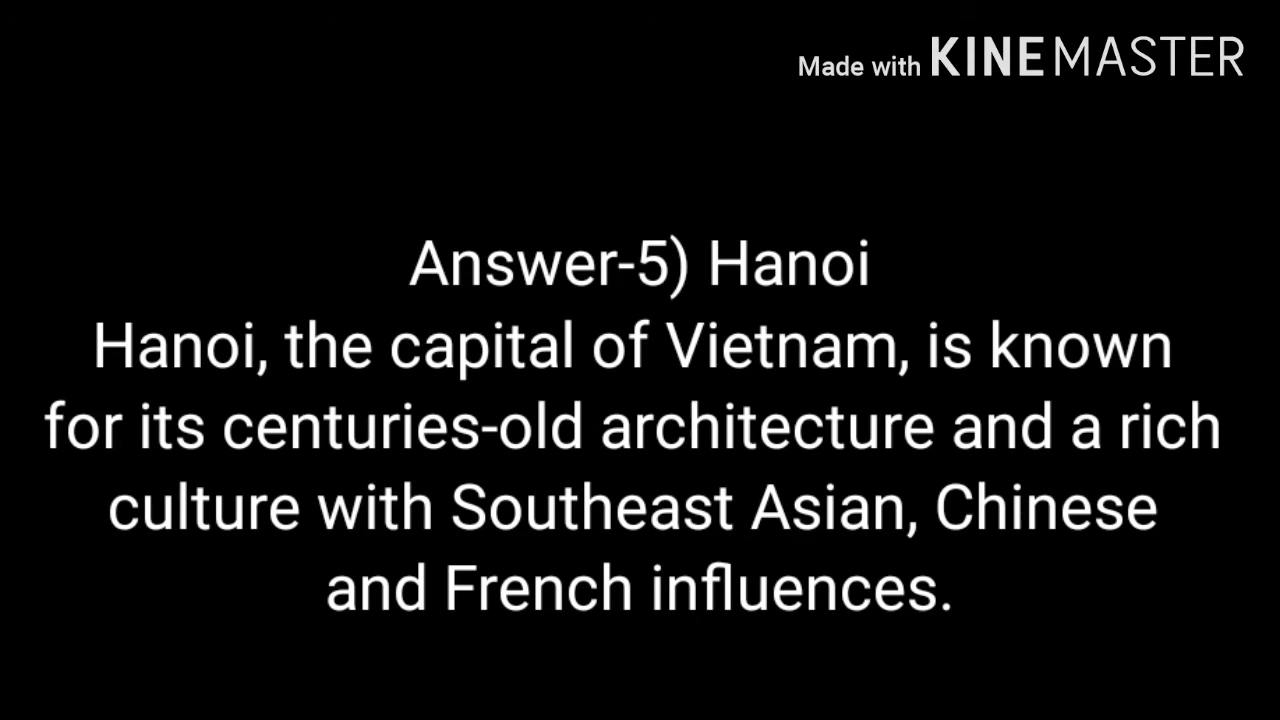 Made with KINEMASTER
Answer-5) Hanoi
Hanoi, the capital of Vietnam, is known
for its centuries-old architecture and a rich
culture with Southeast Asian, Chinese
and French influences.